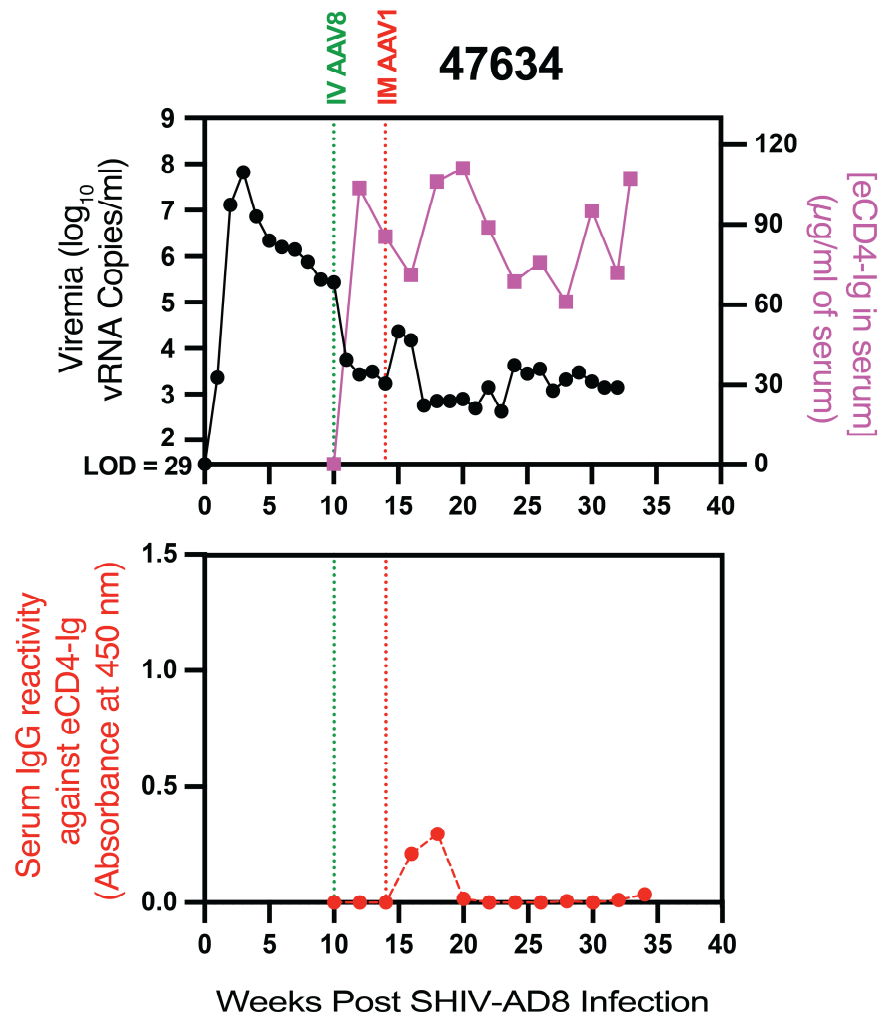 IV AAV8
IM AAV1
47634
Viremia (log10
vRNA Copies/ml)
9
8
7
6
5
4
3
2
LOD = 29
120
90
60
30
0
[eCD4-Ig in serum]
(µg/ml of serum)
0 5 10 15 20 25 30 35 40
Serum IgG reactivity
against eCD4-Ig
(Absorbance at 450 nm)
1.5
1.0
0.5
0.0
0 5 10 15 20 25 30 35 40
Weeks Post SHIV-AD8 Infection